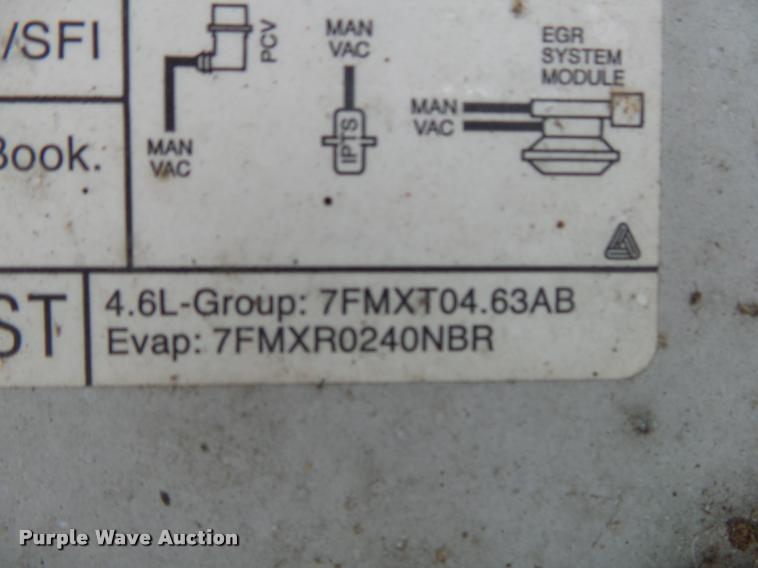 /SFI
Book.
ST
PCV
MAN
VAC
MAN
VAC
IPTS
EGR
SYSTEM
MODULE
MAN
VAC
4.6L-Group: 7FMXT04.63AB
Evap: 7FMXR0240NBR
Purple Wave Auction